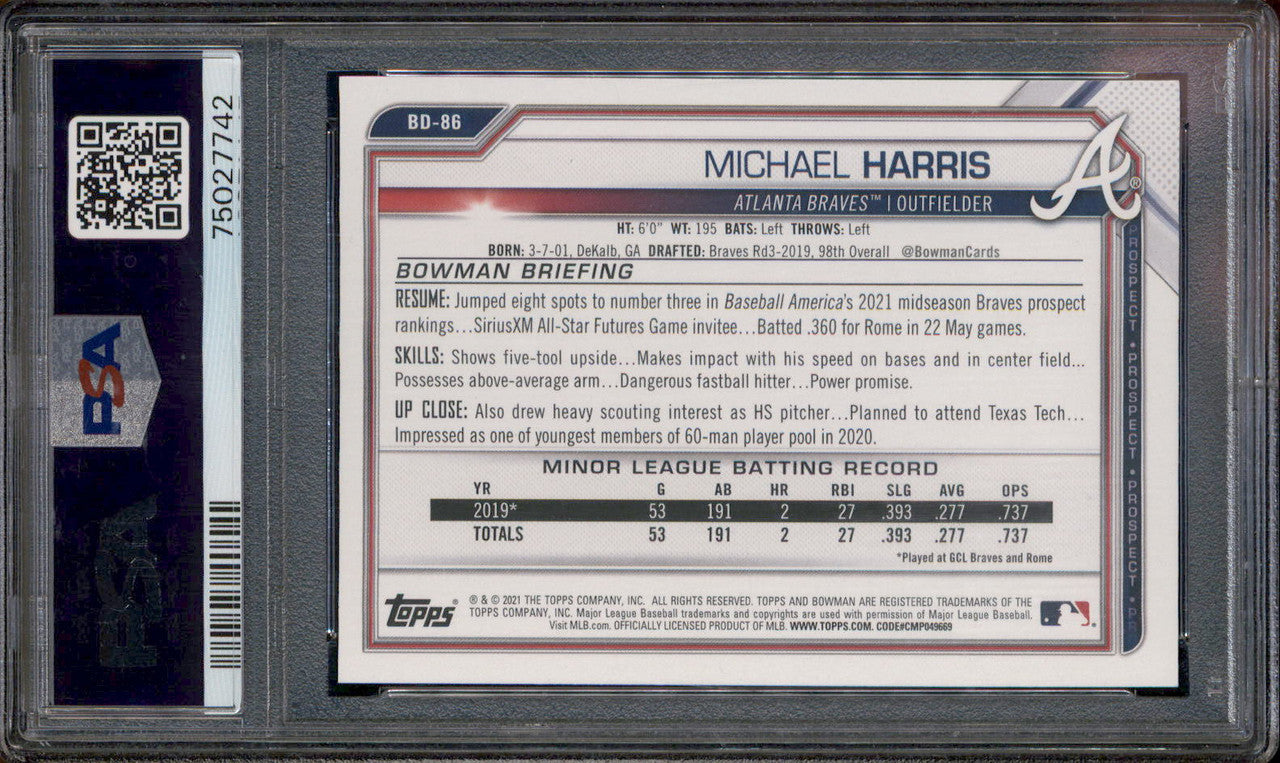 75027742
PSA
BD-86
MICHAEL HARRIS
ATLANTA BRAVES™ | OUTFIELDER
A®
HT: 6'0" WT: 195 BATS: Left THROWS: Left
BORN: 3-7-01, DeKalb, GA DRAFTED: Braves Rd3-2019, 98th Overall @BowmanCards
BOWMAN BRIEFING
RESUME: Jumped eight spots to number three in Baseball America's 2021 midseason Braves prospect
rankings...SiriusXM All-Star Futures Game invitee...Batted .360 for Rome in 22 May games.
SKILLS: Shows five-tool upside...Makes impact with his speed on bases and in center field...
Possesses above-average arm...Dangerous fastball hitter...Power promise.
UP CLOSE: Also drew heavy scouting interest as HS pitcher...Planned to attend Texas Tech...
Impressed as one of youngest members of 60-man player pool in 2020.
MINOR LEAGUE BATTING RECORD
YR G AB HR RBI SLG AVG OPS
2019* 53 191 2 27 .393 .277 .737
TOTALS 53 191 2 27 .393 .277 .737
*Played at GCL Braves and Rome
Topps®
® & © 2021 THE TOPPS COMPANY, INC. ALL RIGHTS RESERVED. TOPPS AND BOWMAN ARE REGISTERED TRADEMARKS OF THE
TOPPS COMPANY, INC. Major League Baseball trademarks and copyrights are used with permission of Major League Baseball.
Visit MLB.com. OFFICIALLY LICENSED PRODUCT OF MLB. WWW.TOPPS.COM. CODE#CMP049669
PROSPECT • PROSPECT • PROSPECT • PR